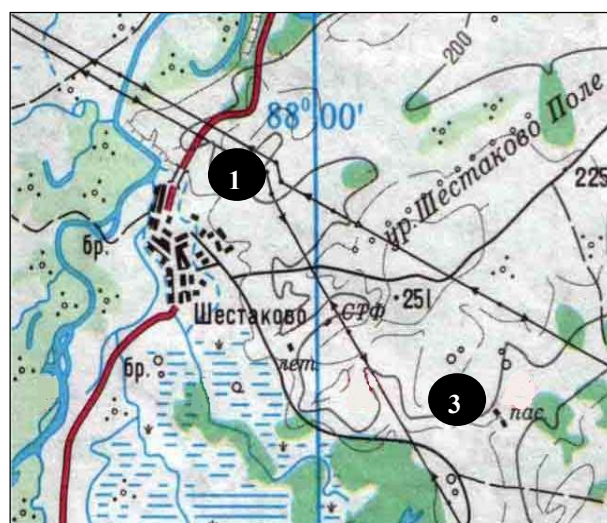 200
88° 00'
ур. Шестаково Поле
1
225
бр.
251
Шестаково
СТФ
лет.
бр.
3
пас.